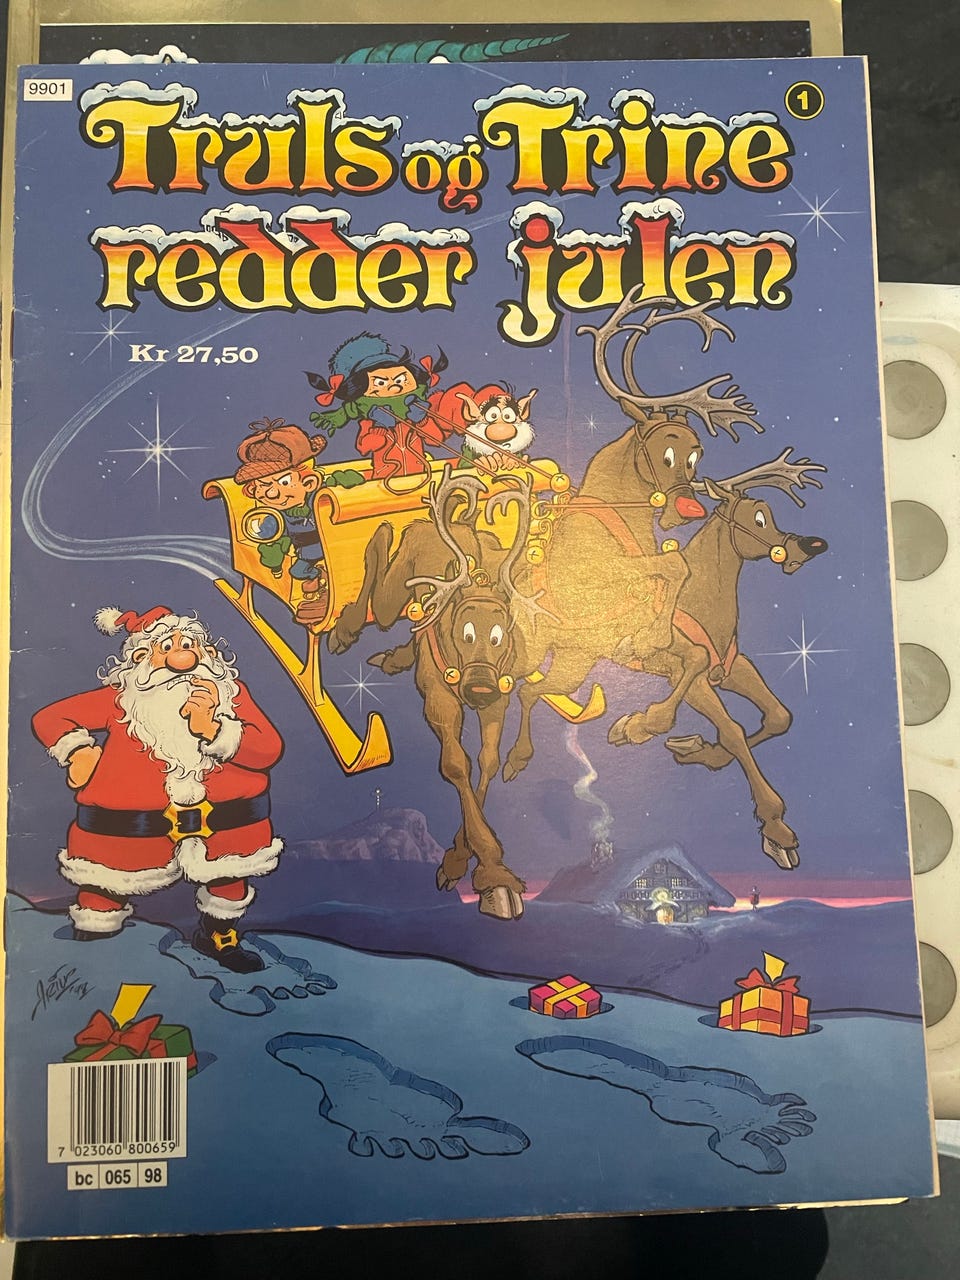 9901
1
Truls og Trine
redder julen
Kr 27,50
7 023060 800659
bc 065 98